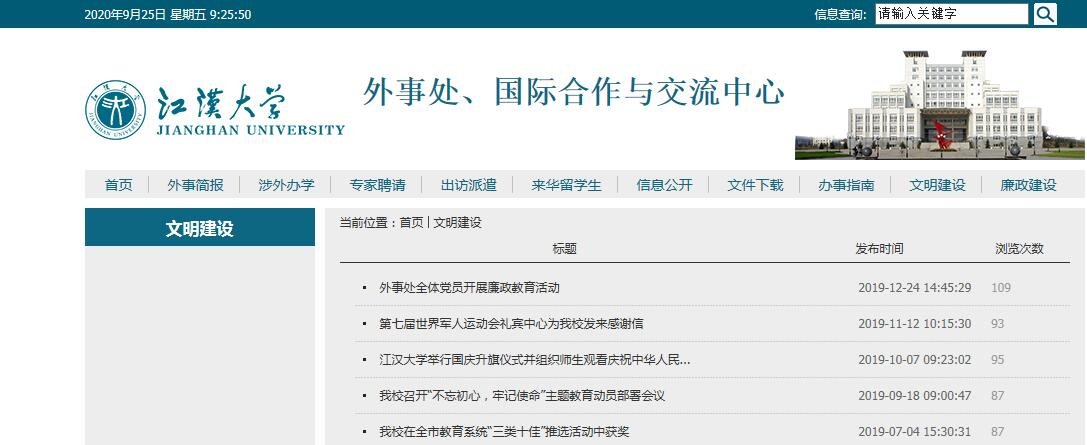 2020年9月25日 星期五 9:25:50 信息查询: 请输入关键字
江漢大学
JIANGHAN UNIVERSITY
外事处、国际合作与交流中心
首页 外事简报 涉外办学 专家聘请 出访派遣 来华留学生 信息公开 文件下载 办事指南 文明建设 廉政建设
文明建设
当前位置：首页 | 文明建设
标题 发布时间 浏览次数
外事处全体党员开展廉政教育活动 2019-12-24 14:45:29 109
第七届世界军人运动会礼宾中心为我校发来感谢信 2019-11-12 10:15:30 93
江汉大学举行国庆升旗仪式并组织师生观看庆祝中华人民... 2019-10-07 09:23:02 95
我校召开“不忘初心，牢记使命”主题教育动员部署会议 2019-09-18 09:00:47 87
我校在全市教育系统“三类十佳”推选活动中获奖 2019-07-04 15:30:31 87